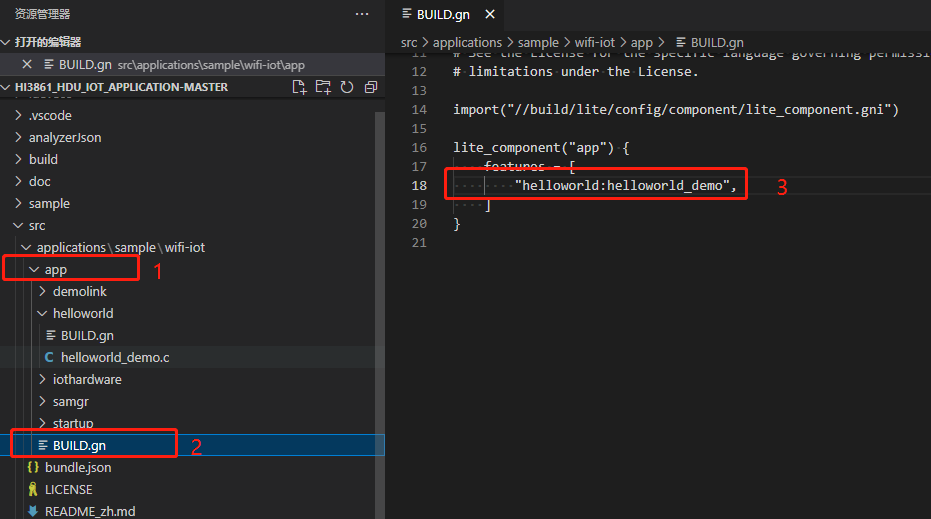 资源管理器
打开的编辑器
BUILD.gn src\applications\sample\wifi-iot\app
HI3861_HDU_IOT_APPLICATION-MASTER
.vscode
analyzerJson
build
doc
sample
src
applications\sample\wifi-iot
app
1
demolink
helloworld
BUILD.gn
C helloworld_demo.c
iothardware
samgr
startup
BUILD.gn
2
{} bundle.json
LICENSE
README_zh.md
BUILD.gn
src > applications > sample > wifi-iot > app > BUILD.gn
11 # See the License for the specific language governing permissi
12 # limitations under the License.
13
14 import("//build/lite/config/component/lite_component.gni")
15
16 lite_component("app") {
17 features = [
18 "helloworld:helloworld_demo",
3
19 ]
20 }
21